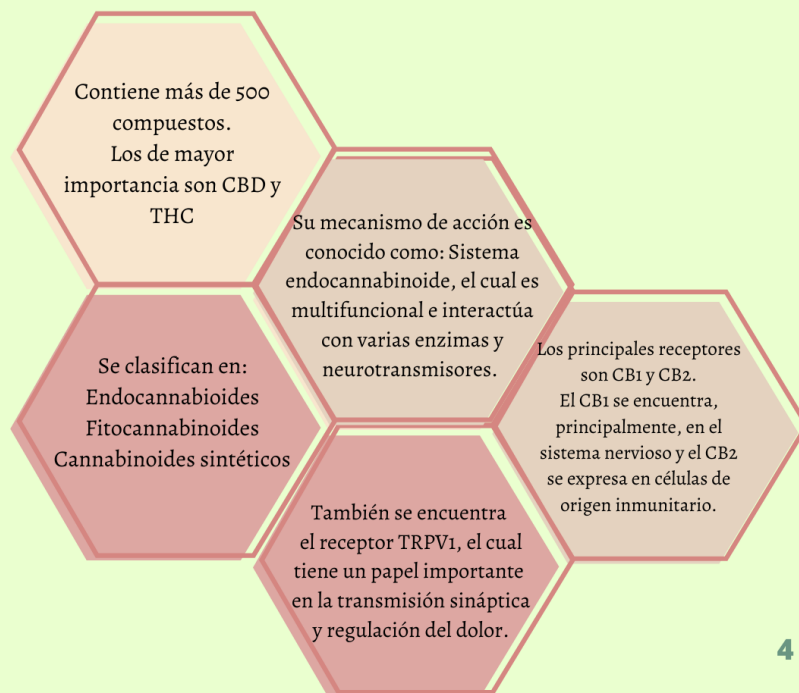 Contiene más de 500
compuestos.
Los de mayor
importancia son CBD y
THC
Su mecanismo de acción es
conocido como: Sistema
endocannabinoide, el cual es
multifuncional e interactúa
con varias enzimas y
neurotransmisores.
Se clasifican en:
Endocannabioides
Fitocannabinoides
Cannabinoides sintéticos
Los principales receptores
son CB1 y CB2.
El CB1 se encuentra,
principalmente, en el
sistema nervioso y el CB2
se expresa en células de
origen inmunitario.
También se encuentra
el receptor TRPV1, el cual
tiene un papel importante
en la transmisión sináptica
y regulación del dolor.
4